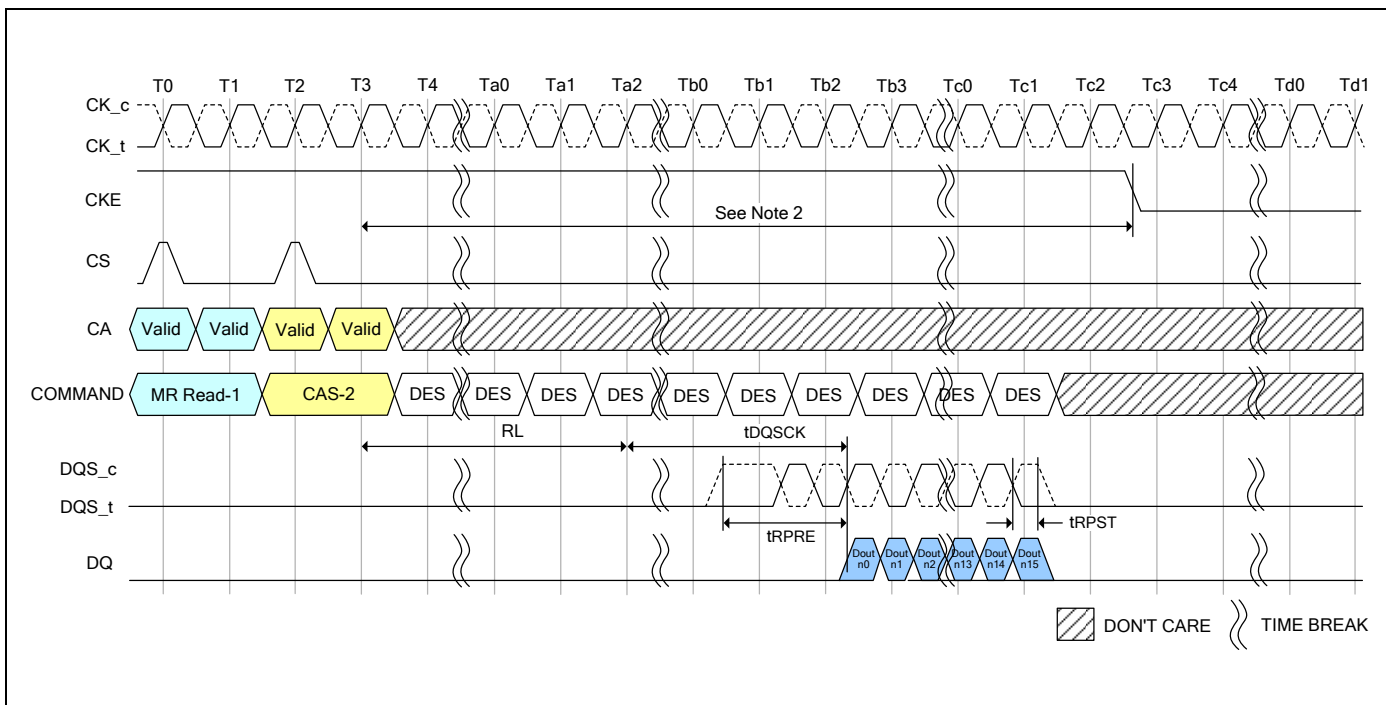 T0 T1 T2 T3 T4 Ta0 Ta1 Ta2 Tb0 Tb1 Tb2 Tb3 Tc0 Tc1 Tc2 Tc3 Tc4 Td0 Td1
CK_c
CK_t
CKE
See Note 2
CS
CA Valid Valid Valid Valid
COMMAND MR Read-1 CAS-2 DES DES DES DES DES DES DES DES DES DES
RL tDQSCK
DQS_c
DQS_t
tRPRE tRPST
DQ Dout n0 Dout n1 Dout n2 Dout n13 Dout n14 Dout n15
DON'T CARE TIME BREAK